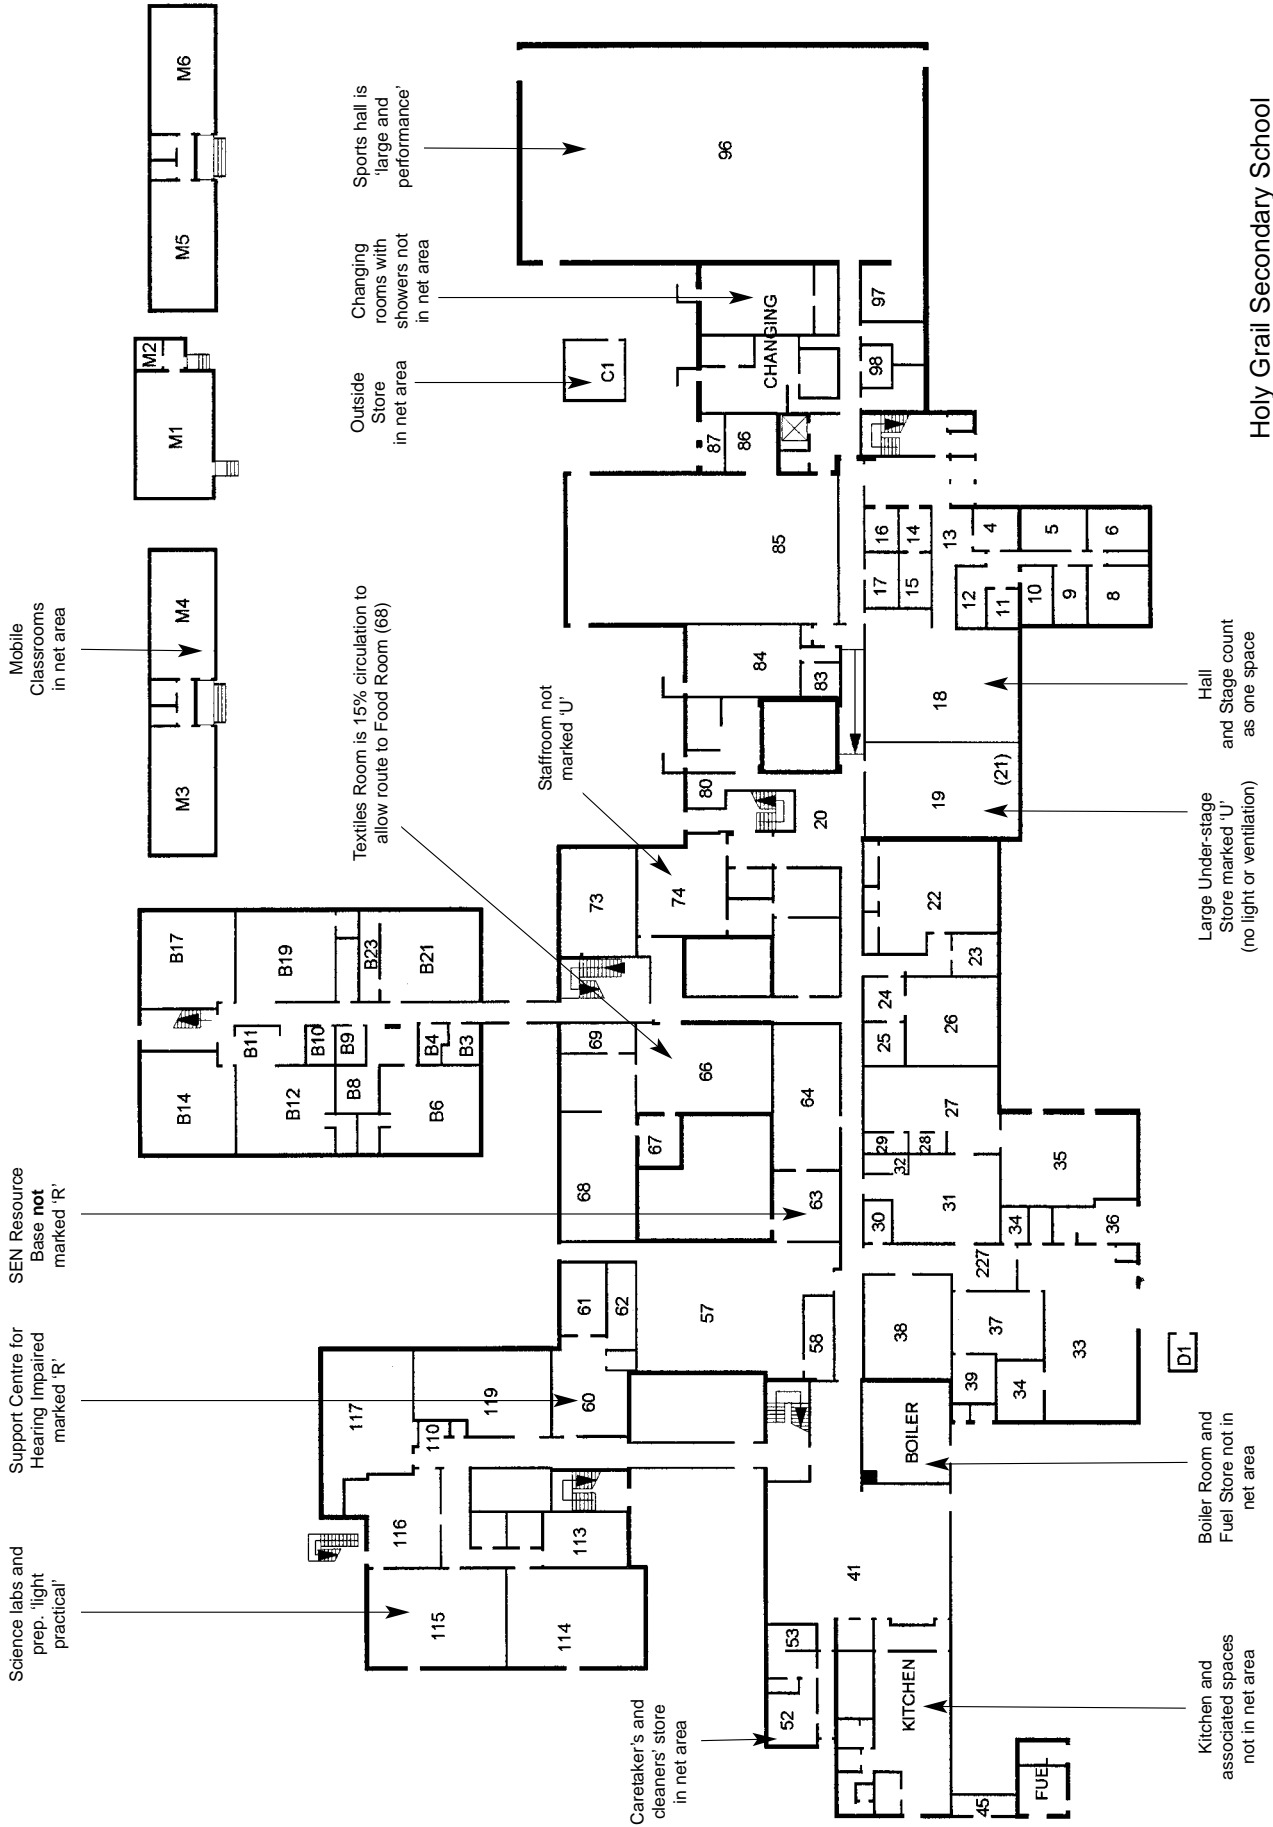 Mobile
Classrooms
in net area
SEN Resource
Base not
marked ‘R’
Support Centre for
Hearing Impaired
marked ‘R’
Science labs and
prep. ‘light
practical’
Sports hall is
‘large and
performance’
Changing
rooms with
showers not
in net area
Outside
Store
in net area
Textiles Room is 15% circulation to
allow route to Food Room (68)
Staffroom not
marked ‘U’
Caretaker's and
cleaners’ store
in net area
Hall
and Stage count
as one space
Large Under-stage
Store marked ‘U’
(no light or ventilation)
Boiler Room and
Fuel Store not in
net area
Kitchen and
associated spaces
not in net area
Holy Grail Secondary School
M3
M4
M1
M2
M5
M6
B14
B17
B11
B12
B19
B10
B9
B8
B23
B6
B4
B3
B21
117
119
110
116
115
114
113
60
61
62
57
58
68
69
66
67
64
63
73
74
80
20
84
83
85
87
86
C1
CHANGING
96
97
98
52
53
41
KITCHEN
BOILER
45
FUEL
38
39
37
34
33
227
D1
30
31
32
29
28
27
34
35
36
25
24
26
23
22
19
(21)
18
17
16
15
14
13
12
11
4
10
5
9
6
8